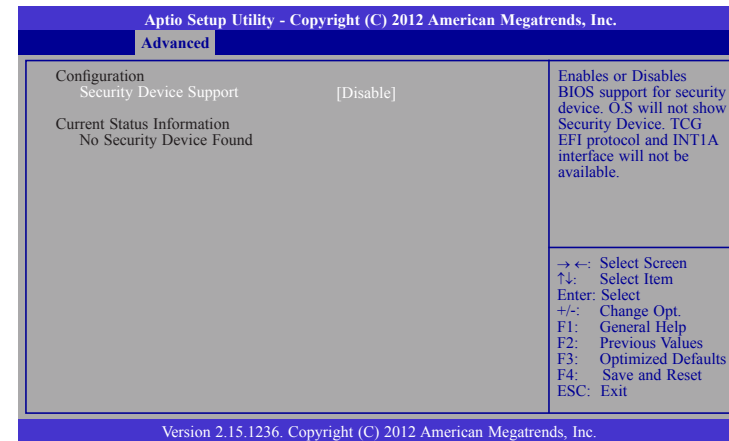 Aptio Setup Utility - Copyright (C) 2012 American Megatrends, Inc.
Advanced
Configuration
Security Device Support [Disable]
Current Status Information
No Security Device Found
Enables or Disables
BIOS support for security
device. O.S will not show
Security Device. TCG
EFI protocol and INT1A
interface will not be
available.
→ ←: Select Screen
↑↓: Select Item
Enter: Select
+/-: Change Opt.
F1: General Help
F2: Previous Values
F3: Optimized Defaults
F4: Save and Reset
ESC: Exit
Version 2.15.1236. Copyright (C) 2012 American Megatrends, Inc.